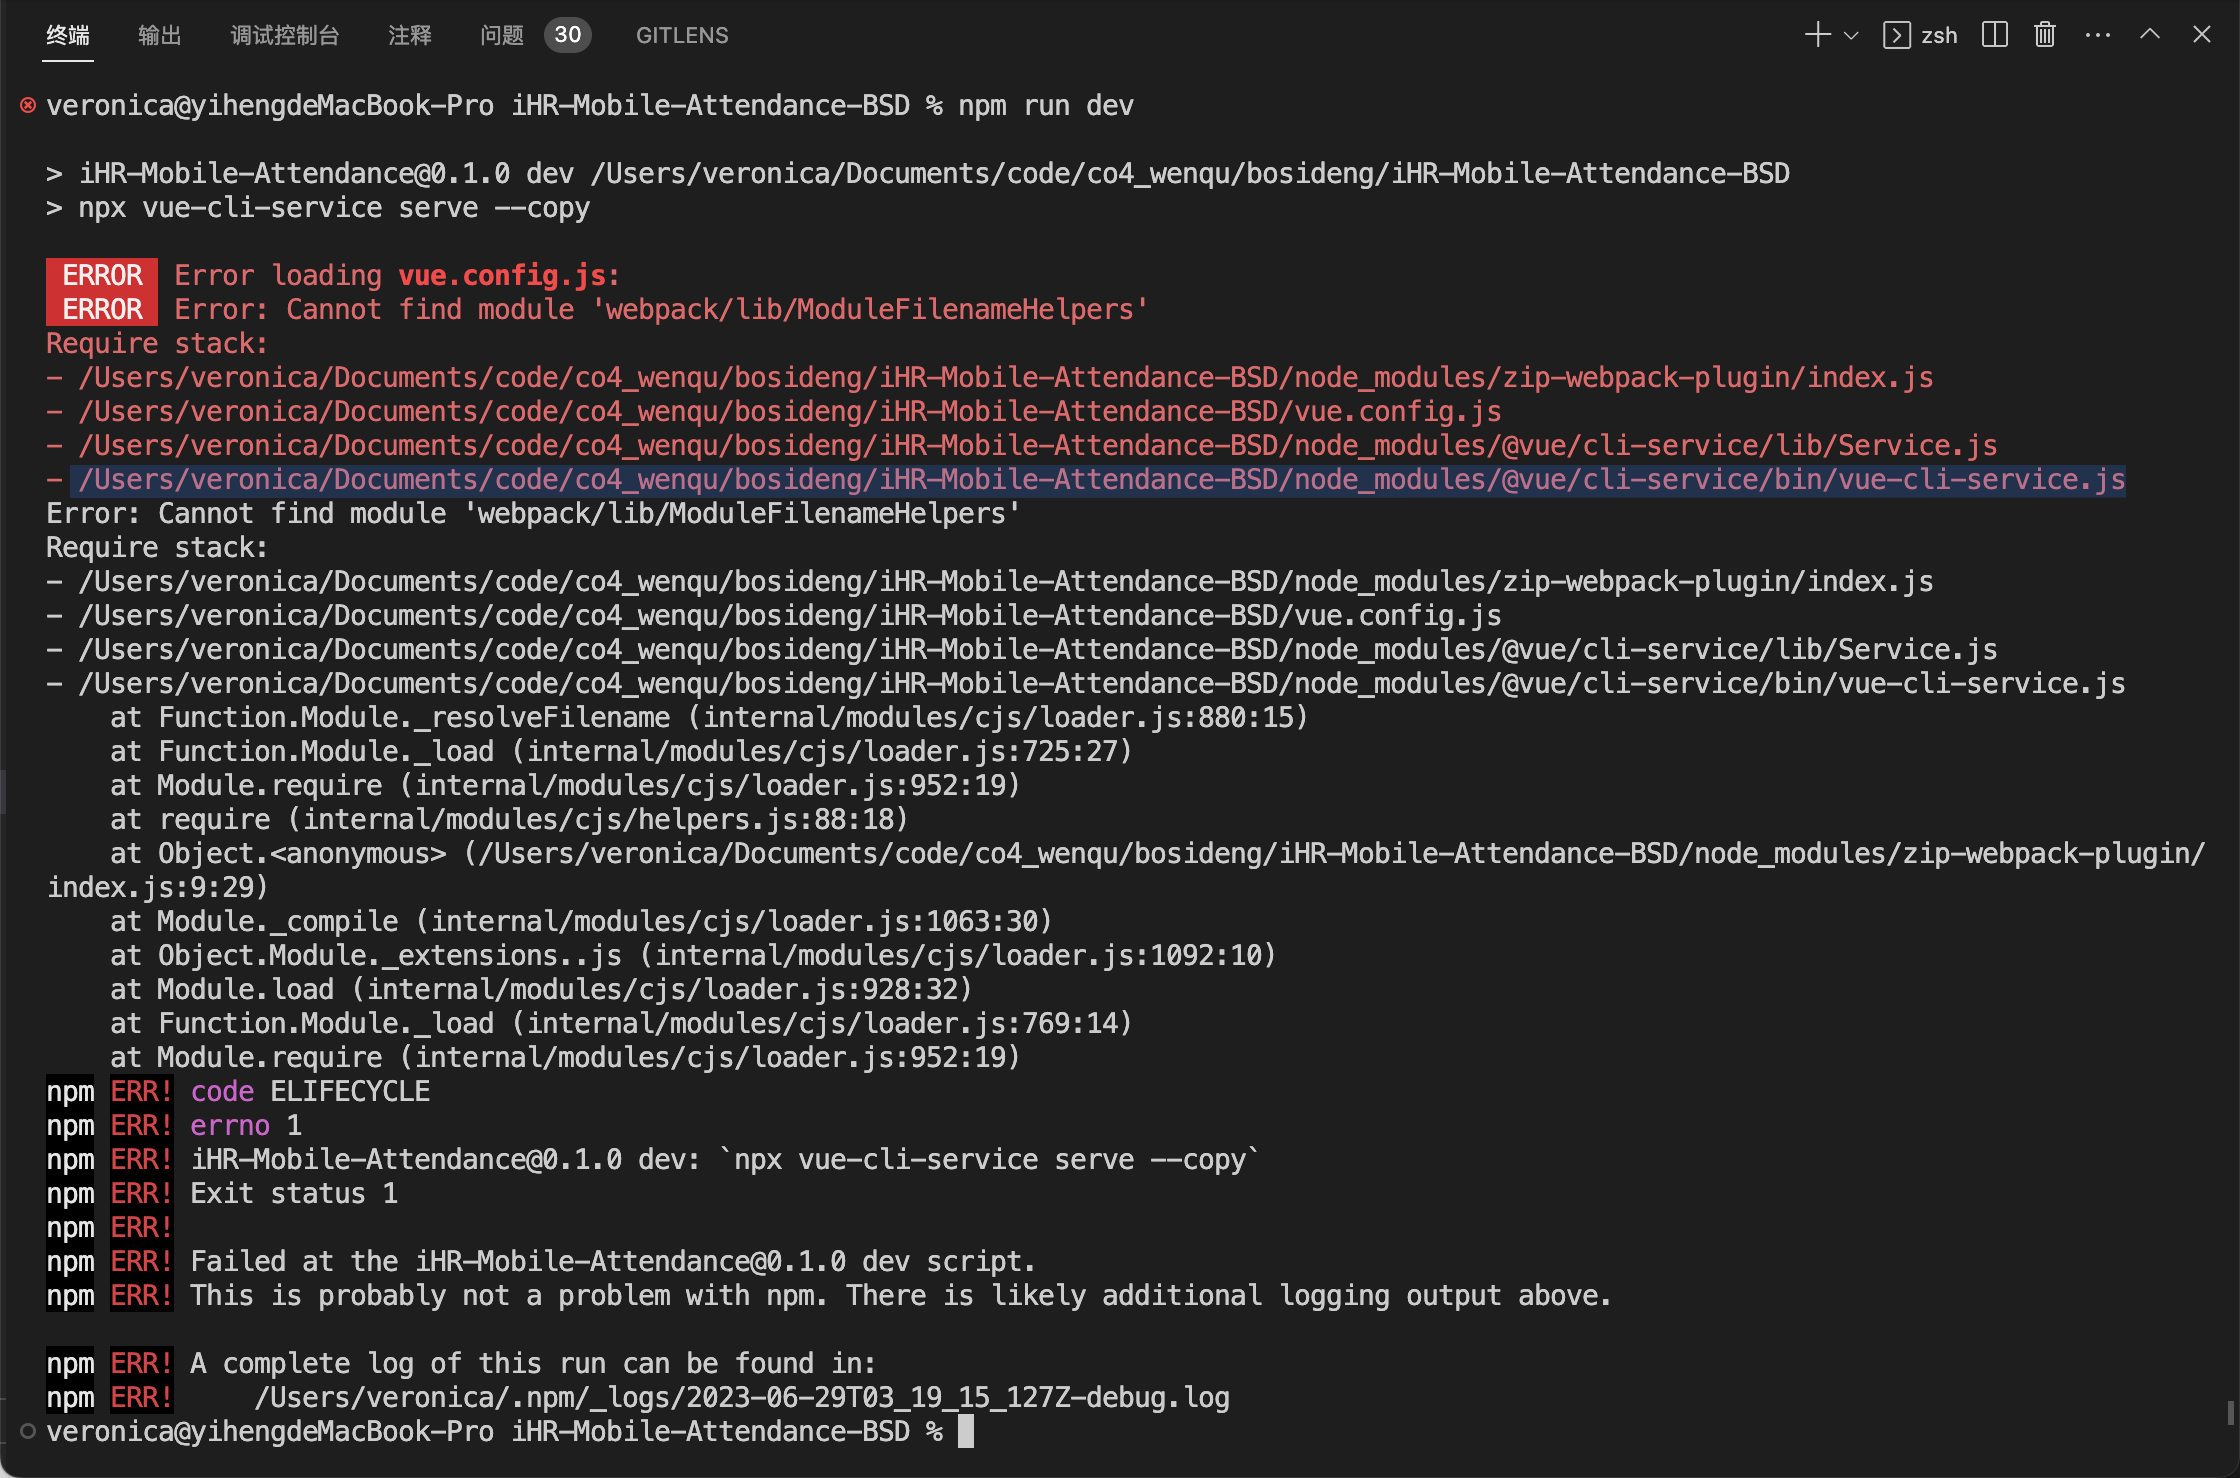 终端 输出 调试控制台 注释 问题 30 GITLENS zsh
veronica@yihengdeMacBook-Pro iHR-Mobile-Attendance-BSD % npm run dev
> iHR-Mobile-Attendance@0.1.0 dev /Users/veronica/Documents/code/co4_wenqu/bosideng/iHR-Mobile-Attendance-BSD
> npx vue-cli-service serve --copy
ERROR Error loading vue.config.js:
ERROR Error: Cannot find module 'webpack/lib/ModuleFilenameHelpers'
Require stack:
- /Users/veronica/Documents/code/co4_wenqu/bosideng/iHR-Mobile-Attendance-BSD/node_modules/zip-webpack-plugin/index.js
- /Users/veronica/Documents/code/co4_wenqu/bosideng/iHR-Mobile-Attendance-BSD/vue.config.js
- /Users/veronica/Documents/code/co4_wenqu/bosideng/iHR-Mobile-Attendance-BSD/node_modules/@vue/cli-service/lib/Service.js
- /Users/veronica/Documents/code/co4_wenqu/bosideng/iHR-Mobile-Attendance-BSD/node_modules/@vue/cli-service/bin/vue-cli-service.js
Error: Cannot find module 'webpack/lib/ModuleFilenameHelpers'
Require stack:
- /Users/veronica/Documents/code/co4_wenqu/bosideng/iHR-Mobile-Attendance-BSD/node_modules/zip-webpack-plugin/index.js
- /Users/veronica/Documents/code/co4_wenqu/bosideng/iHR-Mobile-Attendance-BSD/vue.config.js
- /Users/veronica/Documents/code/co4_wenqu/bosideng/iHR-Mobile-Attendance-BSD/node_modules/@vue/cli-service/lib/Service.js
- /Users/veronica/Documents/code/co4_wenqu/bosideng/iHR-Mobile-Attendance-BSD/node_modules/@vue/cli-service/bin/vue-cli-service.js
at Function.Module._resolveFilename (internal/modules/cjs/loader.js:880:15)
at Function.Module._load (internal/modules/cjs/loader.js:725:27)
at Module.require (internal/modules/cjs/loader.js:952:19)
at require (internal/modules/cjs/helpers.js:88:18)
at Object.<anonymous> (/Users/veronica/Documents/code/co4_wenqu/bosideng/iHR-Mobile-Attendance-BSD/node_modules/zip-webpack-plugin/
index.js:9:29)
at Module._compile (internal/modules/cjs/loader.js:1063:30)
at Object.Module._extensions..js (internal/modules/cjs/loader.js:1092:10)
at Module.load (internal/modules/cjs/loader.js:928:32)
at Function.Module._load (internal/modules/cjs/loader.js:769:14)
at Module.require (internal/modules/cjs/loader.js:952:19)
npm ERR! code ELIFECYCLE
npm ERR! errno 1
npm ERR! iHR-Mobile-Attendance@0.1.0 dev: `npx vue-cli-service serve --copy`
npm ERR! Exit status 1
npm ERR!
npm ERR! Failed at the iHR-Mobile-Attendance@0.1.0 dev script.
npm ERR! This is probably not a problem with npm. There is likely additional logging output above.
npm ERR! A complete log of this run can be found in:
npm ERR! /Users/veronica/.npm/_logs/2023-06-29T03_19_15_127Z-debug.log
veronica@yihengdeMacBook-Pro iHR-Mobile-Attendance-BSD %